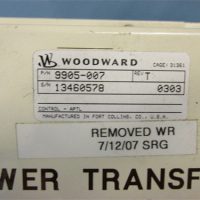 WOODWARD
CAGE: 31361
P/N 9905-007 REV T
S/N 13460578 0303
CONTROL - APTL
MANUFACTURED IN FORT COLLINS, CO., U.S.A.
REMOVED WR
7/12/07 SRG
WER TRANSF